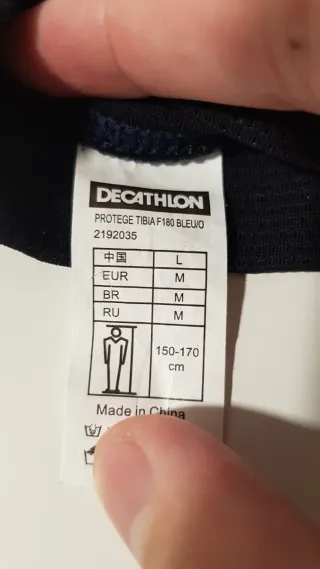 DECATHLON
PROTEGE TIBIA F180 BLEU/O
2192035
中国 L
EUR M
BR M
RU M
150-170
cm
Made in China